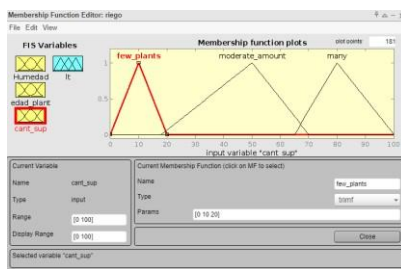 Membership Function Editor: riego
File Edit View
FIS Variables
Humedad
It
edad_plant
cant_sup
Membership function plots
plot points: 181
few_plants moderate_amount many
1
0.5
0
0 10 20 30 40 50 60 70 80 90 100
input variable "cant_sup"
Current Variable
Name cant_sup
Type input
Range [0 100]
Display Range [0 100]
Current Membership Function (click on MF to select)
Name few_plants
Type trimf
Params [0 10 20]
Close
Selected variable "cant_sup"